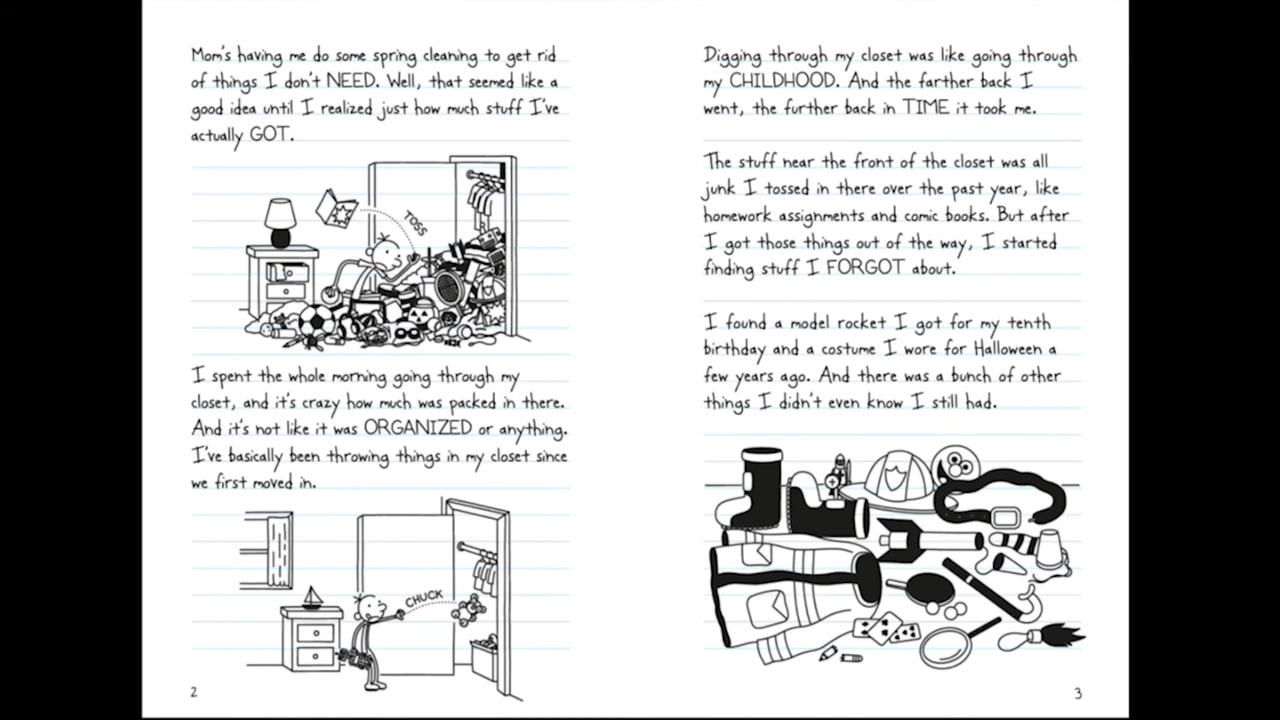 Mom's having me do some spring cleaning to get rid
of things I don't NEED. Well, that seemed like a
good idea until I realized just how much stuff I've
actually GOT.
TOSS
I spent the whole morning going through my
closet, and it's crazy how much was packed in there.
And it's not like it was ORGANIZED or anything.
I've basically been throwing things in my closet since
we first moved in.
CHUCK
2
Digging through my closet was like going through
my CHILDHOOD. And the farther back I
went, the further back in TIME it took me.
The stuff near the front of the closet was all
junk I tossed in there over the past year, like
homework assignments and comic books. But after
I got those things out of the way, I started
finding stuff I FORGOT about.
I found a model rocket I got for my tenth
birthday and a costume I wore for Halloween a
few years ago. And there was a bunch of other
things I didn't even know I still had.
3